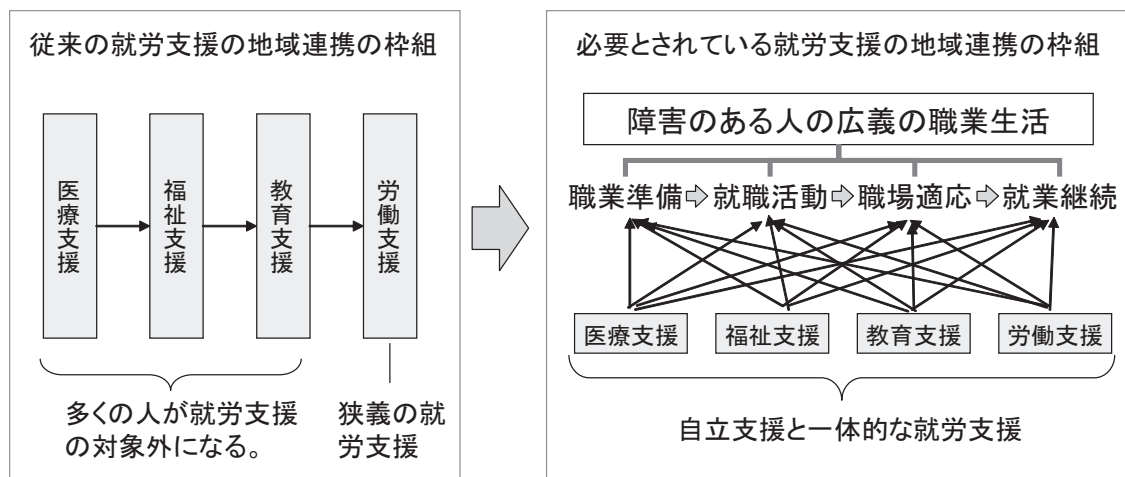 従来の就労支援の地域連携の枠組
医療支援
福祉支援
教育支援
労働支援
多くの人が就労支援
の対象外になる。
狭義の就
労支援
必要とされている就労支援の地域連携の枠組
障害のある人の広義の職業生活
職業準備⇨就職活動⇨職場適応⇨就業継続
医療支援
福祉支援
教育支援
労働支援
自立支援と一体的な就労支援